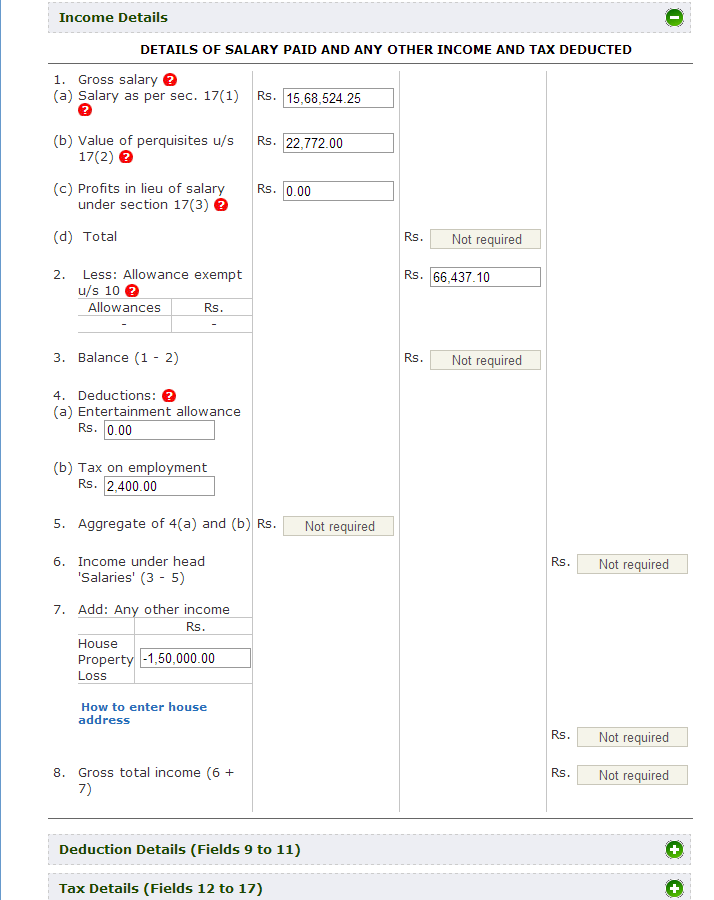 Income Details
DETAILS OF SALARY PAID AND ANY OTHER INCOME AND TAX DEDUCTED
1. Gross salary ?
(a) Salary as per sec. 17(1) Rs. 15,68,524.25
?
(b) Value of perquisites u/s Rs. 22,772.00
17(2) ?
(c) Profits in lieu of salary Rs. 0.00
under section 17(3) ?
(d) Total Rs. Not required
2. Less: Allowance exempt Rs. 66,437.10
u/s 10 ?
Allowances Rs.
- -
3. Balance (1 - 2) Rs. Not required
4. Deductions: ?
(a) Entertainment allowance
Rs. 0.00
(b) Tax on employment
Rs. 2,400.00
5. Aggregate of 4(a) and (b) Rs. Not required
6. Income under head Rs. Not required
'Salaries' (3 - 5)
7. Add: Any other income
Rs.
House
Property -1,50,000.00
Loss
How to enter house
address
Rs. Not required
8. Gross total income (6 + Rs. Not required
7)
Deduction Details (Fields 9 to 11)
Tax Details (Fields 12 to 17)